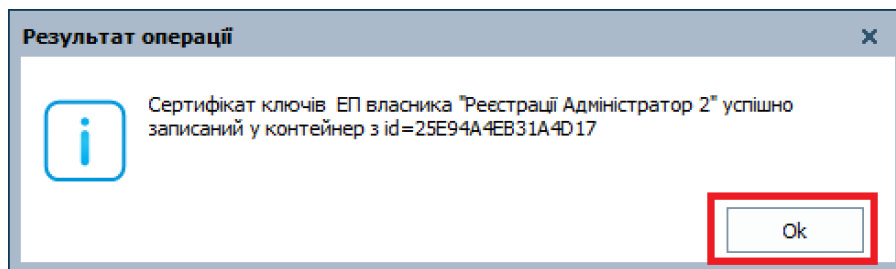 Результат операції
Сертифікат ключів ЕП власника "Реєстрації Адміністратор 2" успішно
записаний у контейнер з id=25E94A4EB31A4D17
Ok